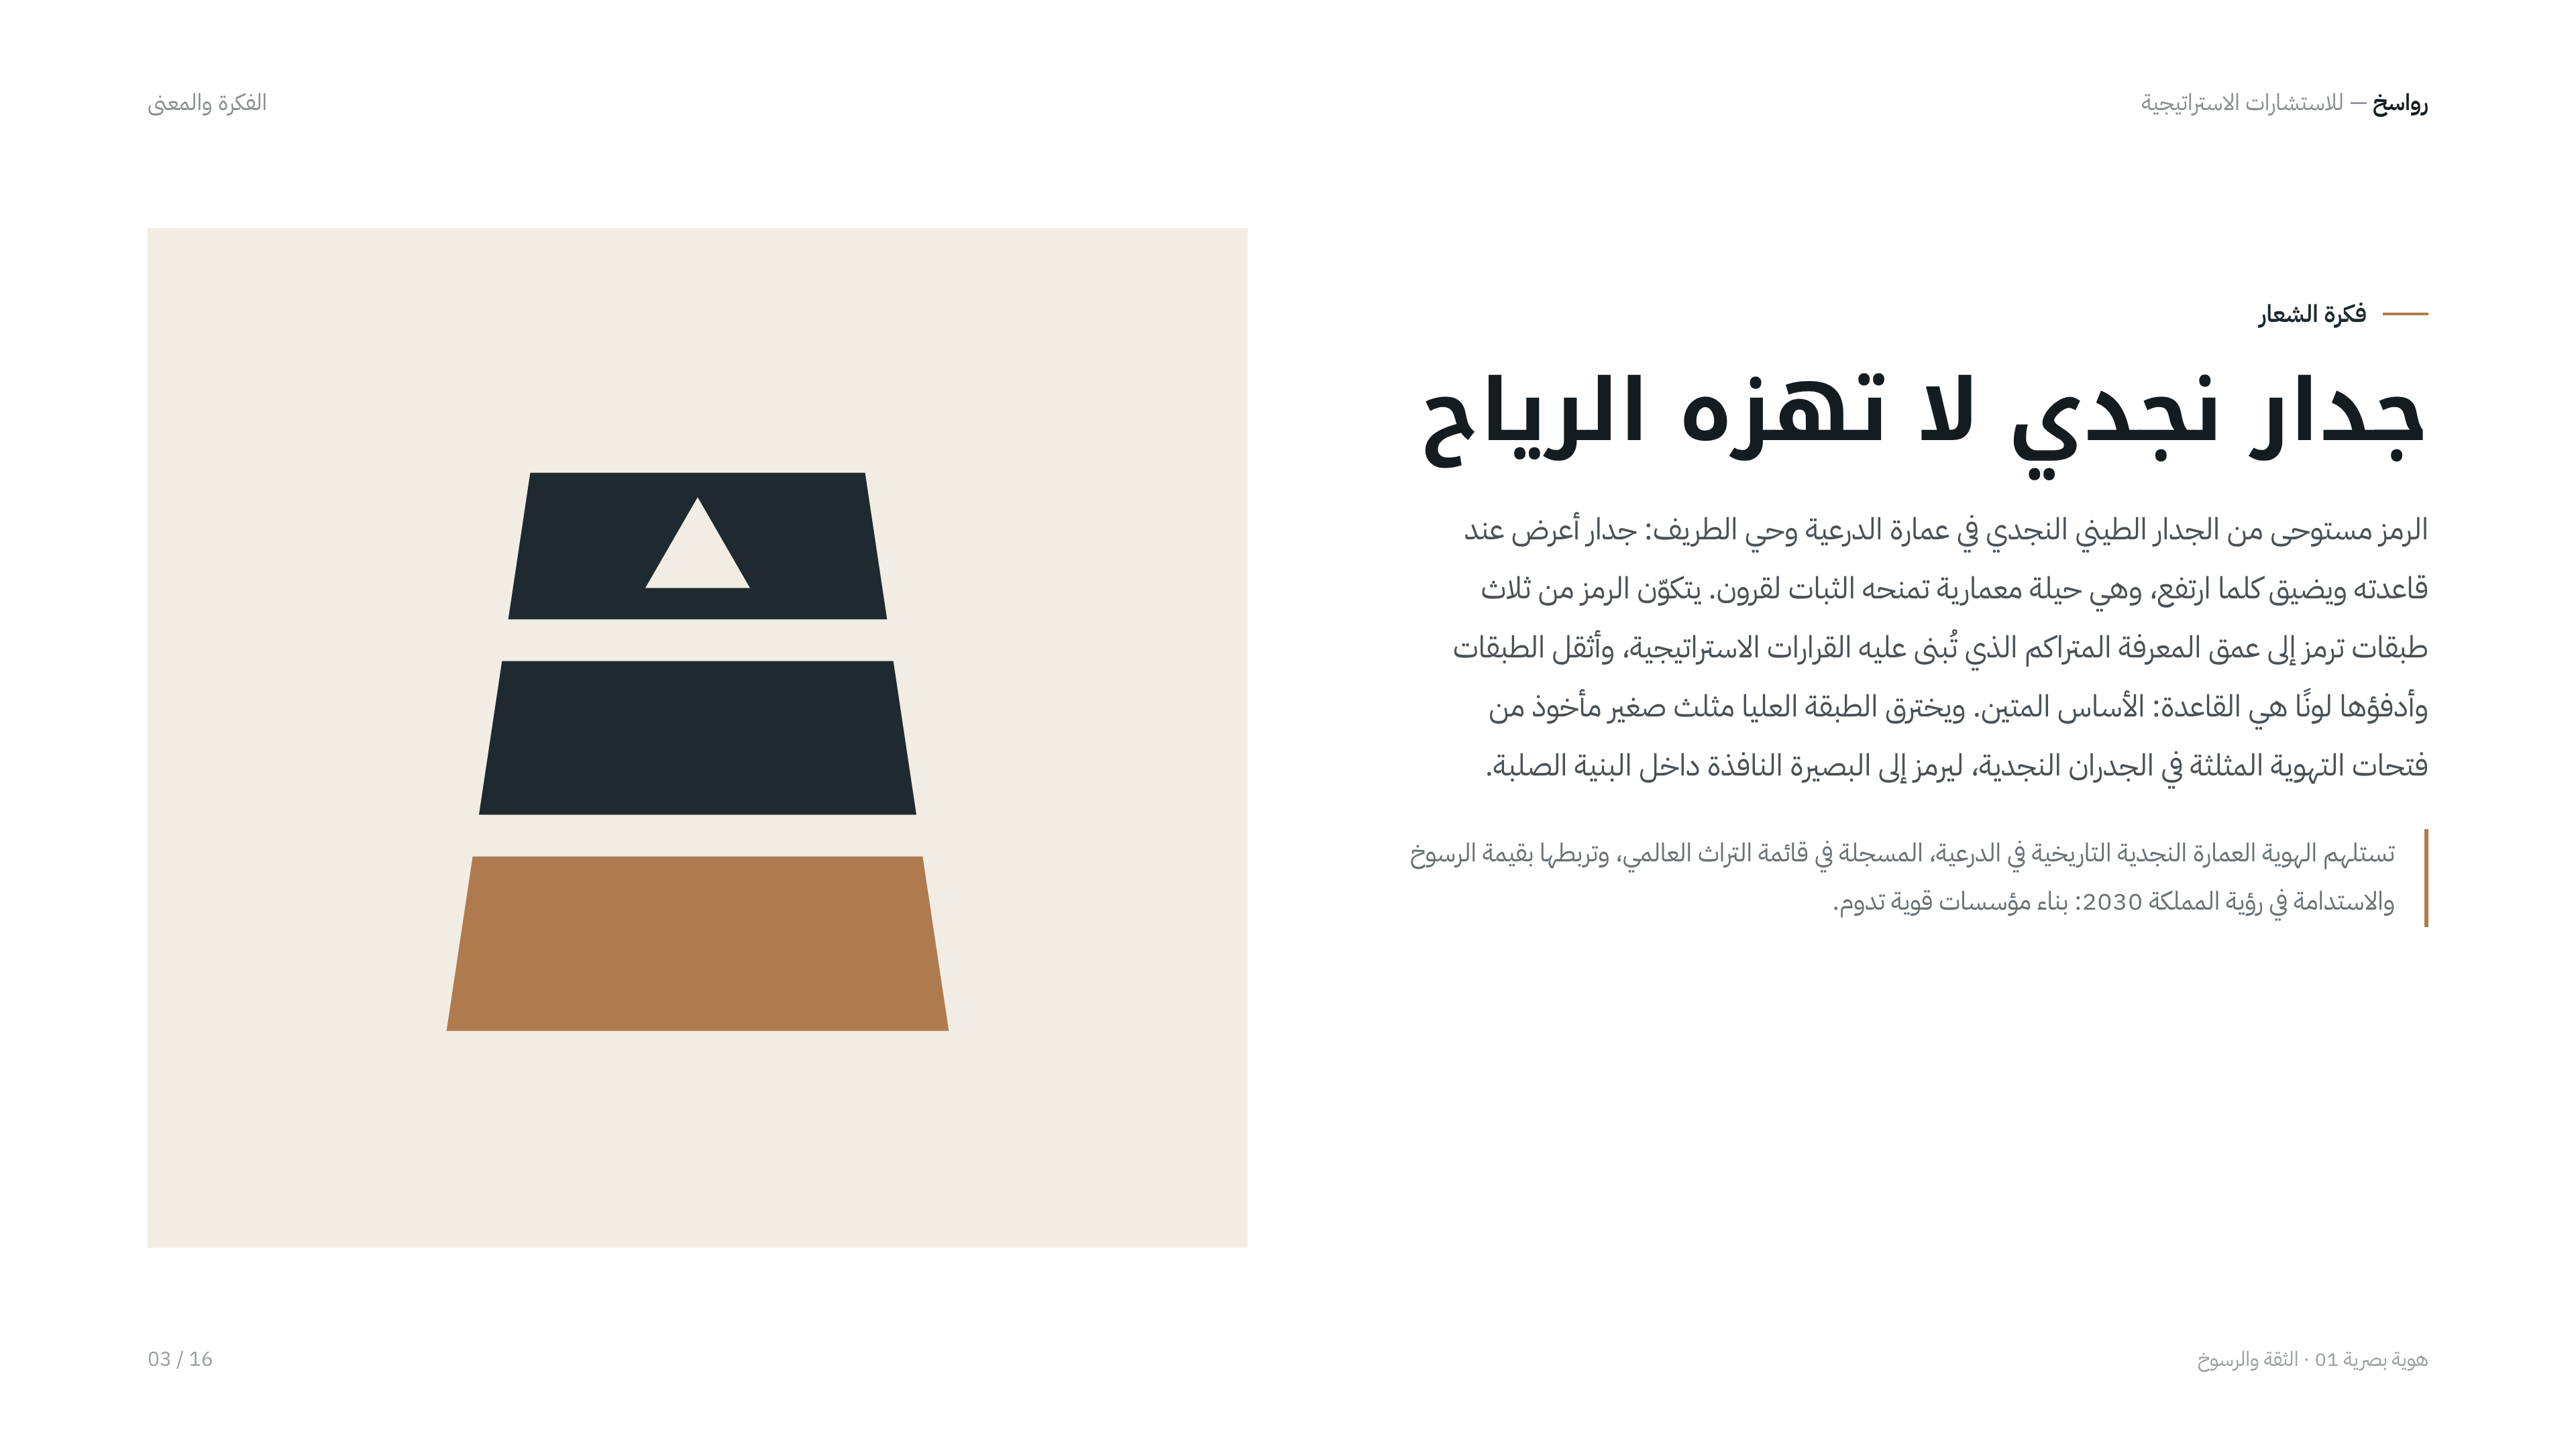 رواسخ — للاستشارات الاستراتيجية
الفكرة والمعنى
فكرة الشعار
جدار نجدي لا تهزه الرياح
الرمز مستوحى من الجدار الطيني النجدي في عمارة الدرعية وحي الطريف: جدار أعرض عند
قاعدته ويضيق كلما ارتفع، وهي حيلة معمارية تمنحه الثبات لقرون. يتكوّن الرمز من ثلاث
طبقات ترمز إلى عمق المعرفة المتراكم الذي تُبنى عليه القرارات الاستراتيجية، وأثقل الطبقات
وأدفؤها لونًا هي القاعدة: الأساس المتين. ويخترق الطبقة العليا مثلث صغير مأخوذ من
فتحات التهوية المثلثة في الجدران النجدية، ليرمز إلى البصيرة النافذة داخل البنية الصلبة.
تستلهم الهوية العمارة النجدية التاريخية في الدرعية، المسجلة في قائمة التراث العالمي، وتربطها بقيمة الرسوخ
والاستدامة في رؤية المملكة 2030: بناء مؤسسات قوية تدوم.
هوية بصرية 01 · الثقة والرسوخ
03 / 16